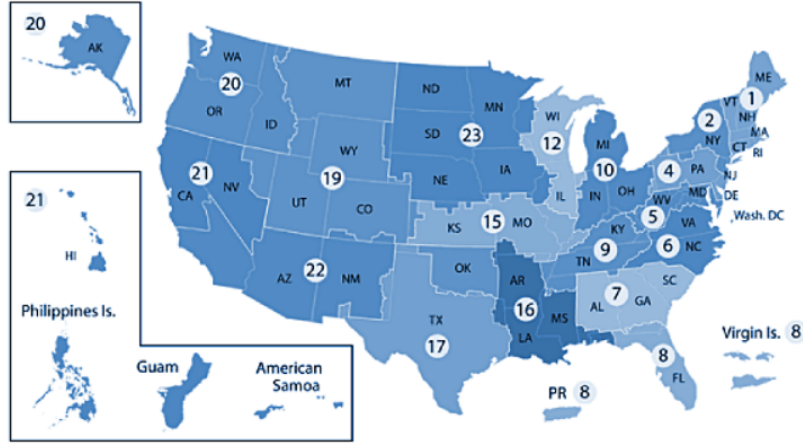 20
AK
WA
20
OR
ID
MT
ND
MN
SD
23
WI
12
MI
10
ME
VT
1
NH
2
NY
MA
CT
RI
WY
19
NE
IA
IL
IN
OH
4
PA
NJ
MD
DE
Wash. DC
21
CA
NV
UT
CO
KS
15
MO
WV
5
VA
KY
9
TN
6
NC
AZ
22
NM
OK
AR
16
MS
LA
7
AL
GA
SC
TX
17
8
FL
PR 8
Virgin Is. 8
21
HI
Philippines Is.
Guam
American
Samoa